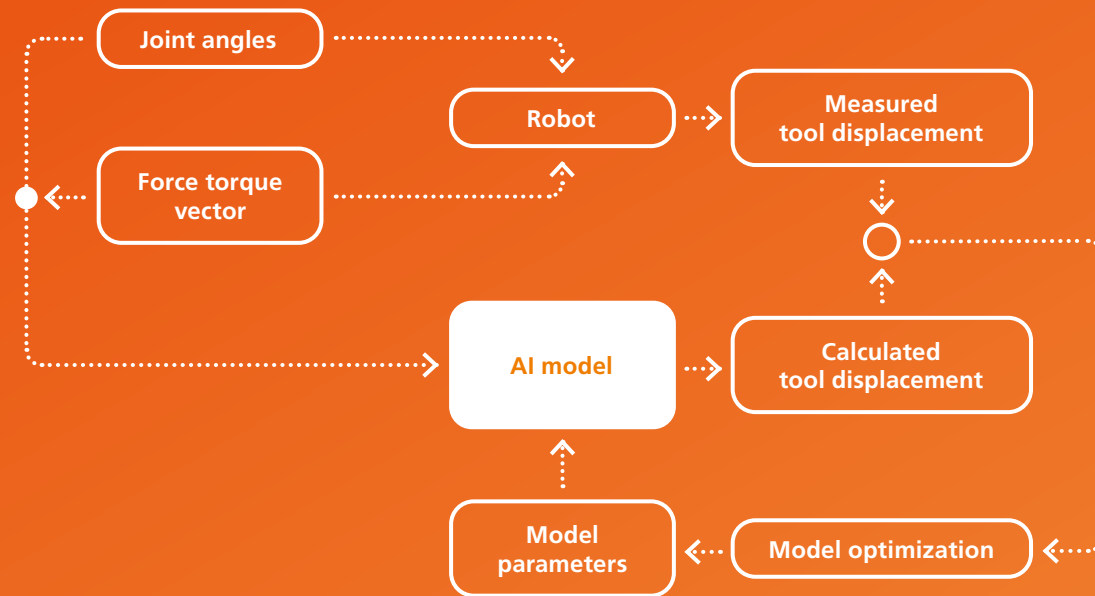 Joint angles
Robot
Measured
tool displacement
Force torque
vector
AI model
Calculated
tool displacement
Model
parameters
Model optimization